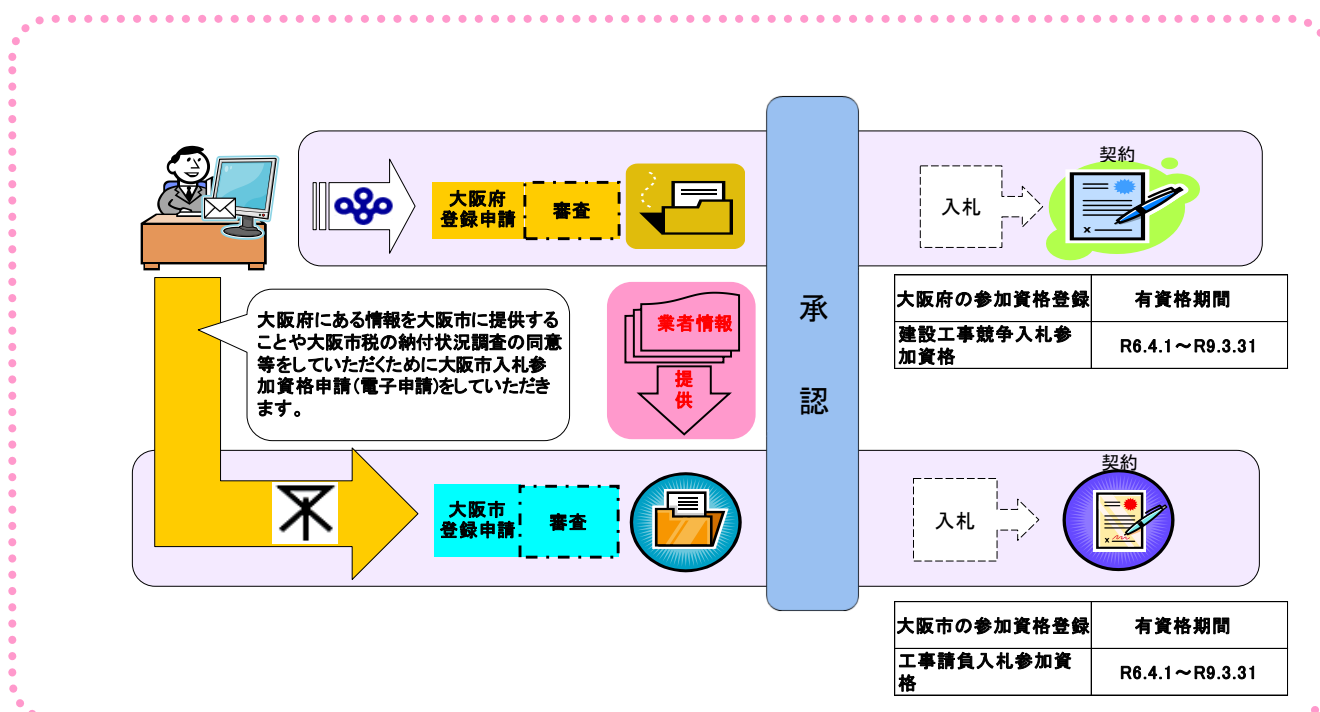 大阪府
登録申請
審査
入札
契約
大阪府の参加資格登録 有資格期間
建設工事競争入札参
加資格
R6.4.1～R9.3.31
承
認
大阪府にある情報を大阪市に提供する
ことや大阪市税の納付状況調査の同意
等をしていただくために大阪市入札参
加資格申請(電子申請)をしていただき
ます。
業者情報
提
供
大阪市
登録申請
審査
入札
契約
大阪市の参加資格登録 有資格期間
工事請負入札参加資
格
R6.4.1～R9.3.31